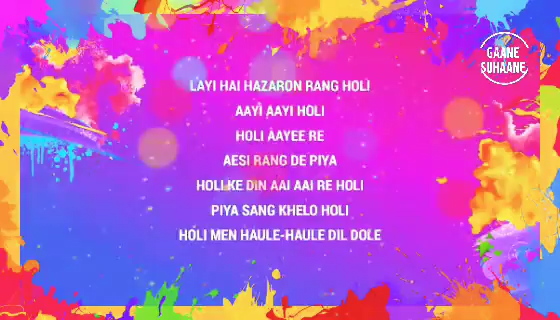 GAANE
SUHAANE
LAYI HAI HAZARON RANG HOLI
AAYI AAYI HOLI
HOLI AAYEE RE
AESI RANG DE PIYA
HOLI KE DIN AAI AAI RE HOLI
PIYA SANG KHELO HOLI
HOLI MEN HAULE-HAULE DIL DOLE